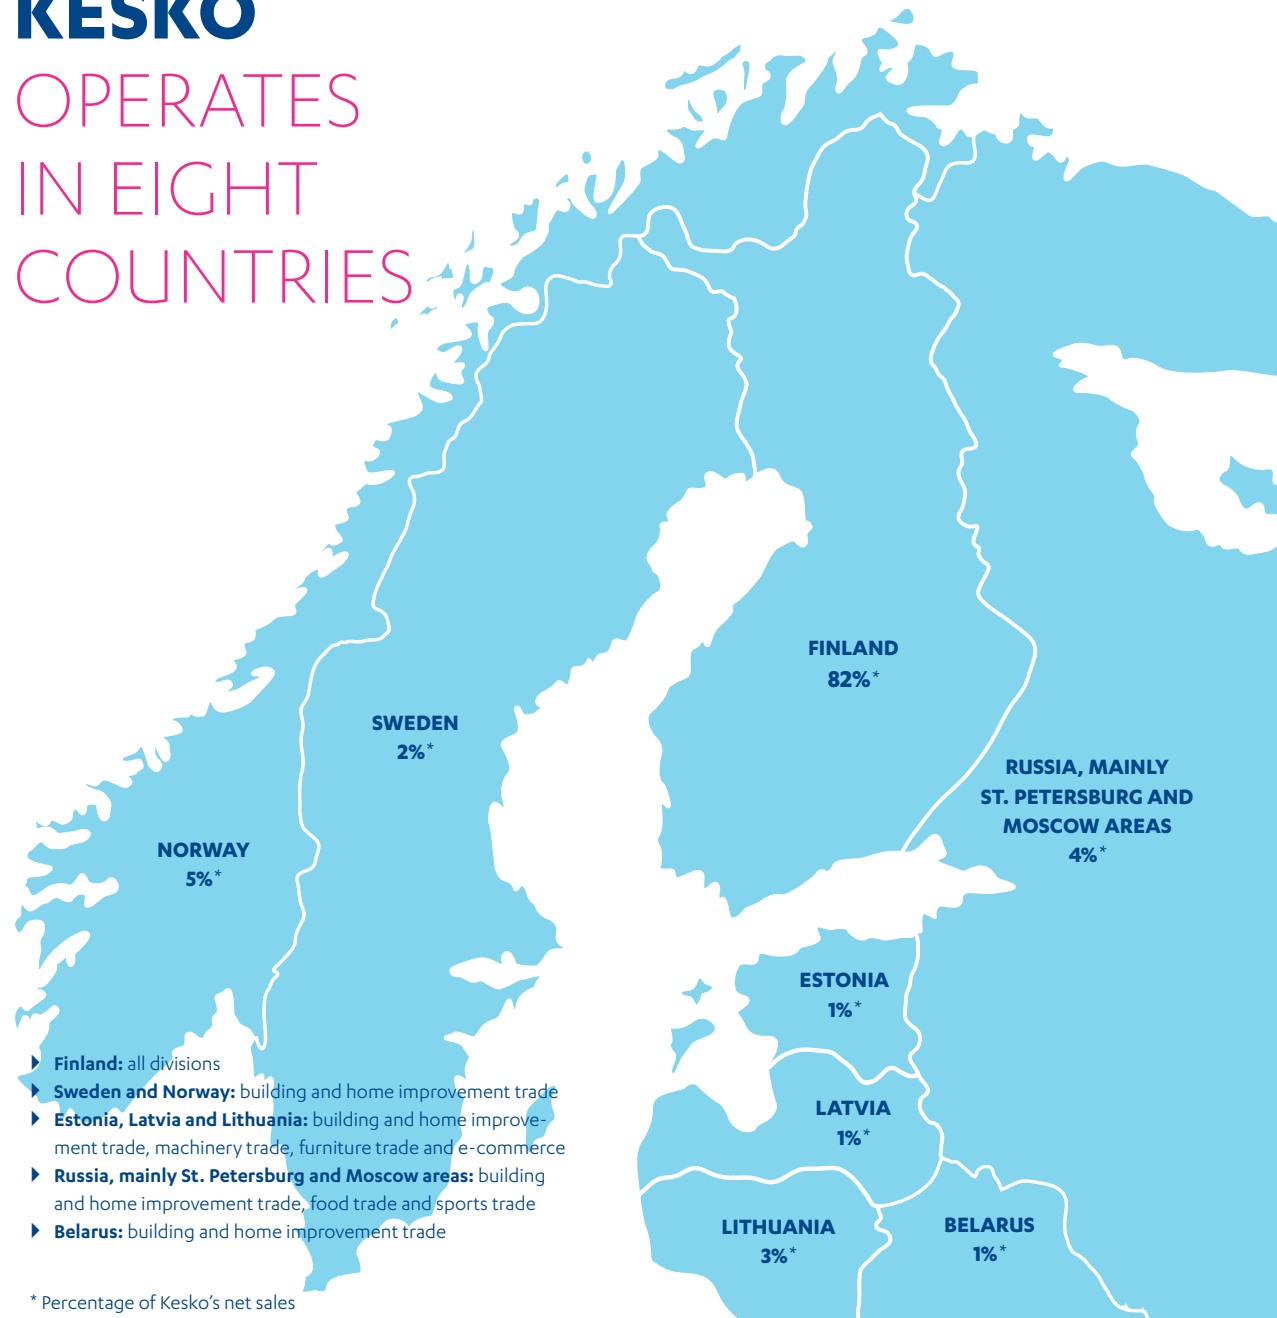 KESKO
OPERATES
IN EIGHT
COUNTRIES
FINLAND
82%*
SWEDEN
2%*
RUSSIA, MAINLY
ST. PETERSBURG AND
MOSCOW AREAS
4%*
NORWAY
5%*
ESTONIA
1%*
LATVIA
1%*
LITHUANIA
3%*
BELARUS
1%*
Finland: all divisions
Sweden and Norway: building and home improvement trade
Estonia, Latvia and Lithuania: building and home improve-
ment trade, machinery trade, furniture trade and e-commerce
Russia, mainly St. Petersburg and Moscow areas: building
and home improvement trade, food trade and sports trade
Belarus: building and home improvement trade
* Percentage of Kesko’s net sales